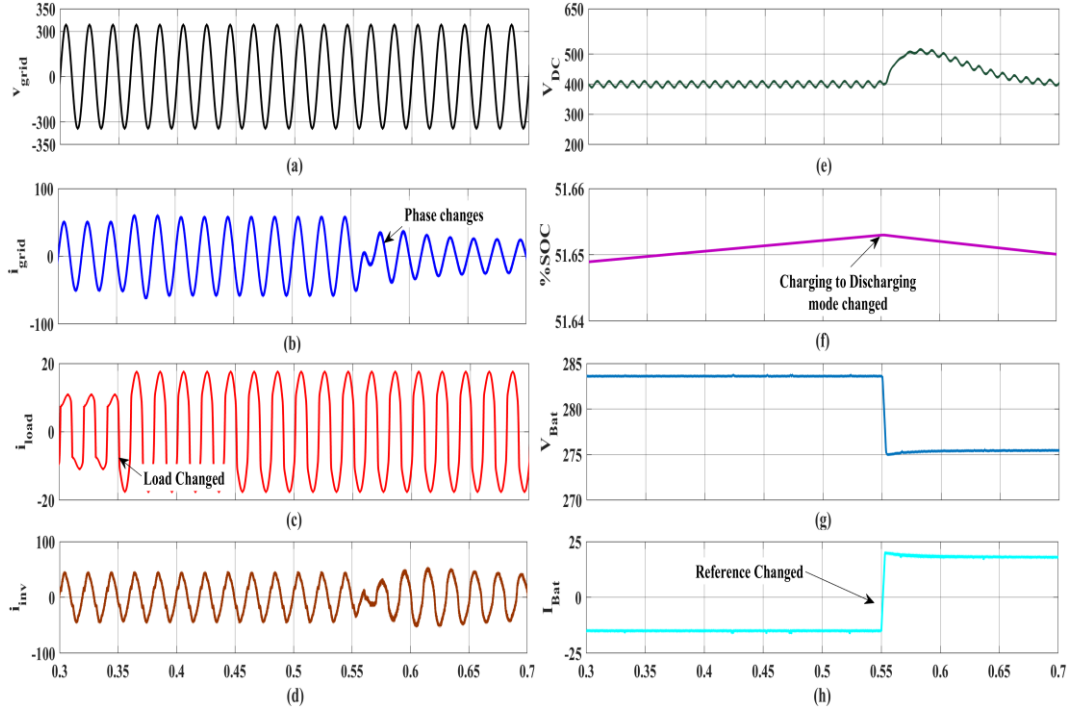 350
300
0
-300
-350
v_grid
(a)
100
0
-100
i_grid
Phase changes
(b)
20
0
-20
i_load
Load Changed
(c)
100
0
-100
i_inv
0.3 0.35 0.4 0.45 0.5 0.55 0.6 0.65 0.7
(d)
650
500
400
300
200
V_DC
(e)
51.66
51.65
51.64
%SOC
Charging to Discharging
mode changed
(f)
285
280
275
270
V_Bat
(g)
25
0
-25
I_Bat
Reference Changed
0.3 0.35 0.4 0.45 0.5 0.55 0.6 0.65 0.7
(h)